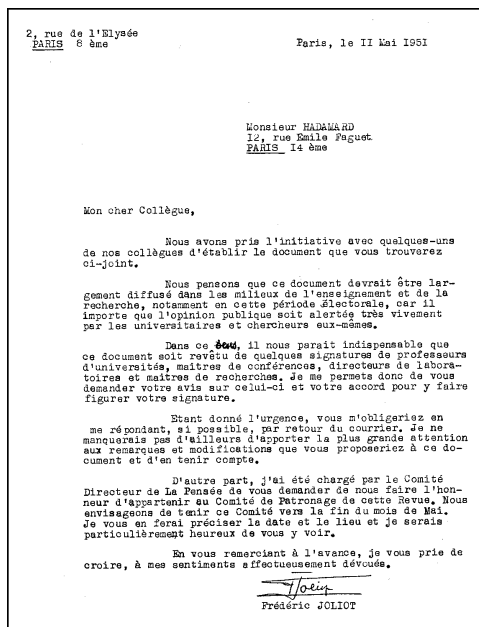 2, rue de l'Elysée
PARIS 8 ème
Paris, le II Mai 1951
Monsieur HADAMARD
12, rue Emile Faguet
PARIS 14 ème
Mon cher Collègue,
Nous avons pris l'initiative avec quelques-uns
de nos collègues d'établir le document que vous trouverez
ci-joint.
Nous pensons que ce document devrait être lar-
gement diffusé dans les milieux de l'enseignement et de la
recherche, notamment en cette période électorale, car il
importe que l'opinion publique soit alertée très vivement
par les universitaires et chercheurs eux-mêmes.
Dans ce , il nous parait indispensable que
ce document soit revêtu de quelques signatures de professeurs
d'universités, maitres de conférences, directeurs de labora-
toires et maitres de recherches. Je me permets donc de vous
demander votre avis sur celui-ci et votre accord pour y faire
figurer votre signature.
Etant donné l'urgence, vous m'obligeriez en
me répondant, si possible, par retour du courrier. Je ne
manquerais pas d'ailleurs d'apporter la plus grande attention
aux remarques et modifications que vous proposeriez à ce do-
cument et d'en tenir compte.
D'autre part, j'ai été chargé par le Comité
Directeur de La Pensée de vous demander de nous faire l'hon-
neur d'appartenir au Comité de Patronage de cette Revue. Nous
envisageons de tenir ce Comité vers la fin du mois de Mai.
Je vous en ferai préciser la date et le lieu et je serais
particulièrement heureux de vous y voir.
En vous remerciant à l'avance, je vous prie de
croire, à mes sentiments affectueusement dévoués.
Frédéric JOLIOT